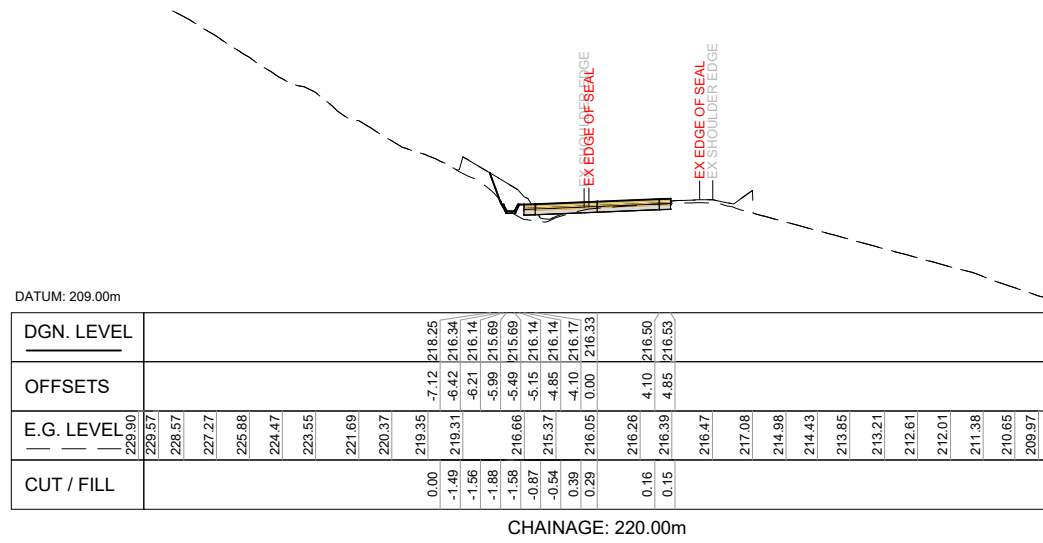 EX SHOULDER EDGE
EX EDGE OF SEAL
EX EDGE OF SEAL
EX SHOULDER EDGE
DATUM: 209.00m
DGN. LEVEL 218.25 216.34 216.14 215.69 215.69 216.14 216.14 216.17 216.33 216.50 216.53
OFFSETS -7.12 -6.42 -6.21 -5.99 -5.49 -5.15 -4.85 -4.10 0.00 4.10 4.85
E.G. LEVEL 229.90 229.57 228.57 227.27 225.88 224.47 223.55 221.69 220.37 219.35 219.31 216.66 215.37 216.05 216.26 216.39 216.47 217.08 214.98 214.43 213.85 213.21 212.61 212.01 211.38 210.65 209.97
CUT / FILL 0.00 -1.49 -1.56 -1.88 -1.58 -0.87 -0.54 0.39 0.29 0.16 0.15
CHAINAGE: 220.00m